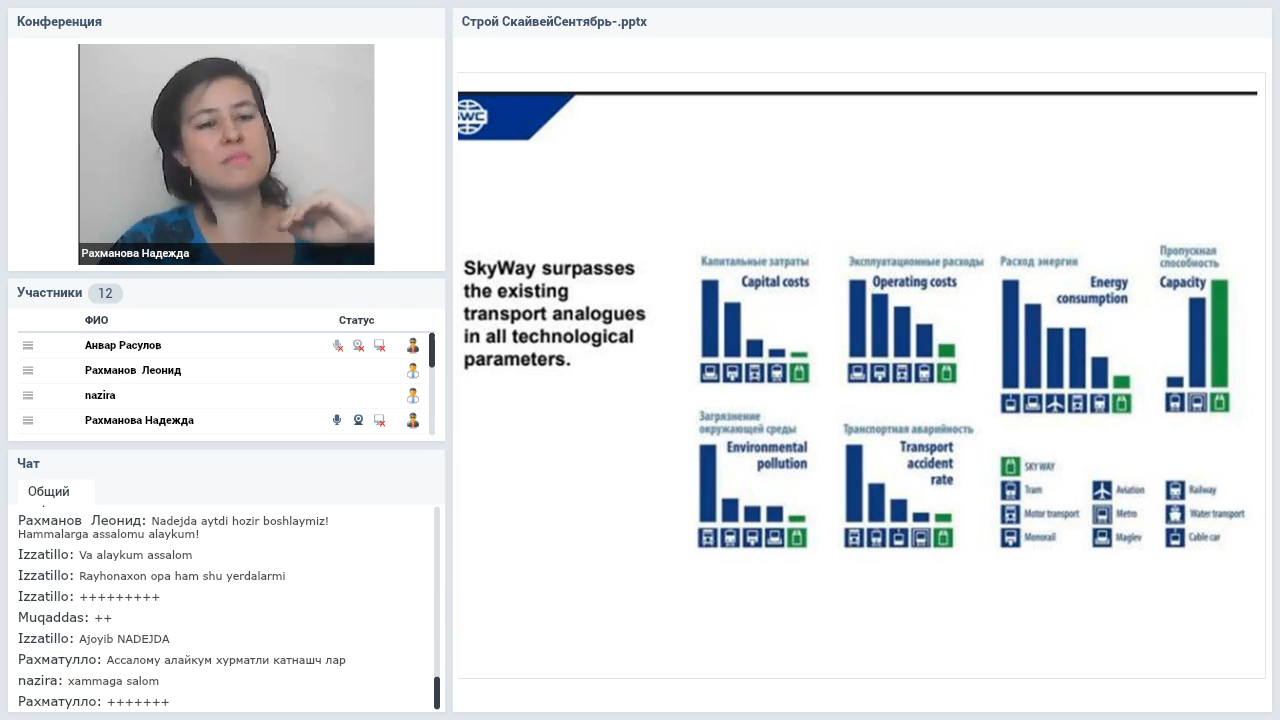 Конференция
Рахманова Надежда
Участники 12
ФИО Статус
Анвар Расулов
Рахманов Леонид
nazira
Рахманова Надежда
Чат
Общий
Рахманов Леонид: Nadejda aytdi hozir boshlaymiz!
Hammalarga assalomu alaykum!
Izzatillo: Va alaykum assalom
Izzatillo: Rayhonaxon opa ham shu yerdalarmi
Izzatillo: +++++++++
Muqaddas: ++
Izzatillo: Ajoyib NADEJDA
Рахматулло: Ассалому алайкум хурматли катнашч лар
nazira: xammaga salom
Рахматулло: +++++++
Строй СкайвейСентябрь-.pptx
SWC
SkyWay surpasses
the existing
transport analogues
in all technological
parameters.
Капитальные затраты
Capital costs
Эксплуатационные расходы
Operating costs
Расход энергии
Energy
consumption
Пропускная
способность
Capacity
Загрязнение
окружающей среды
Environmental
pollution
Транспортная аварийность
Transport
accident
rate
SKY WAY
Tram Aviation Railway
Motor transport Metro Water transport
Monorail Maglev Cable car